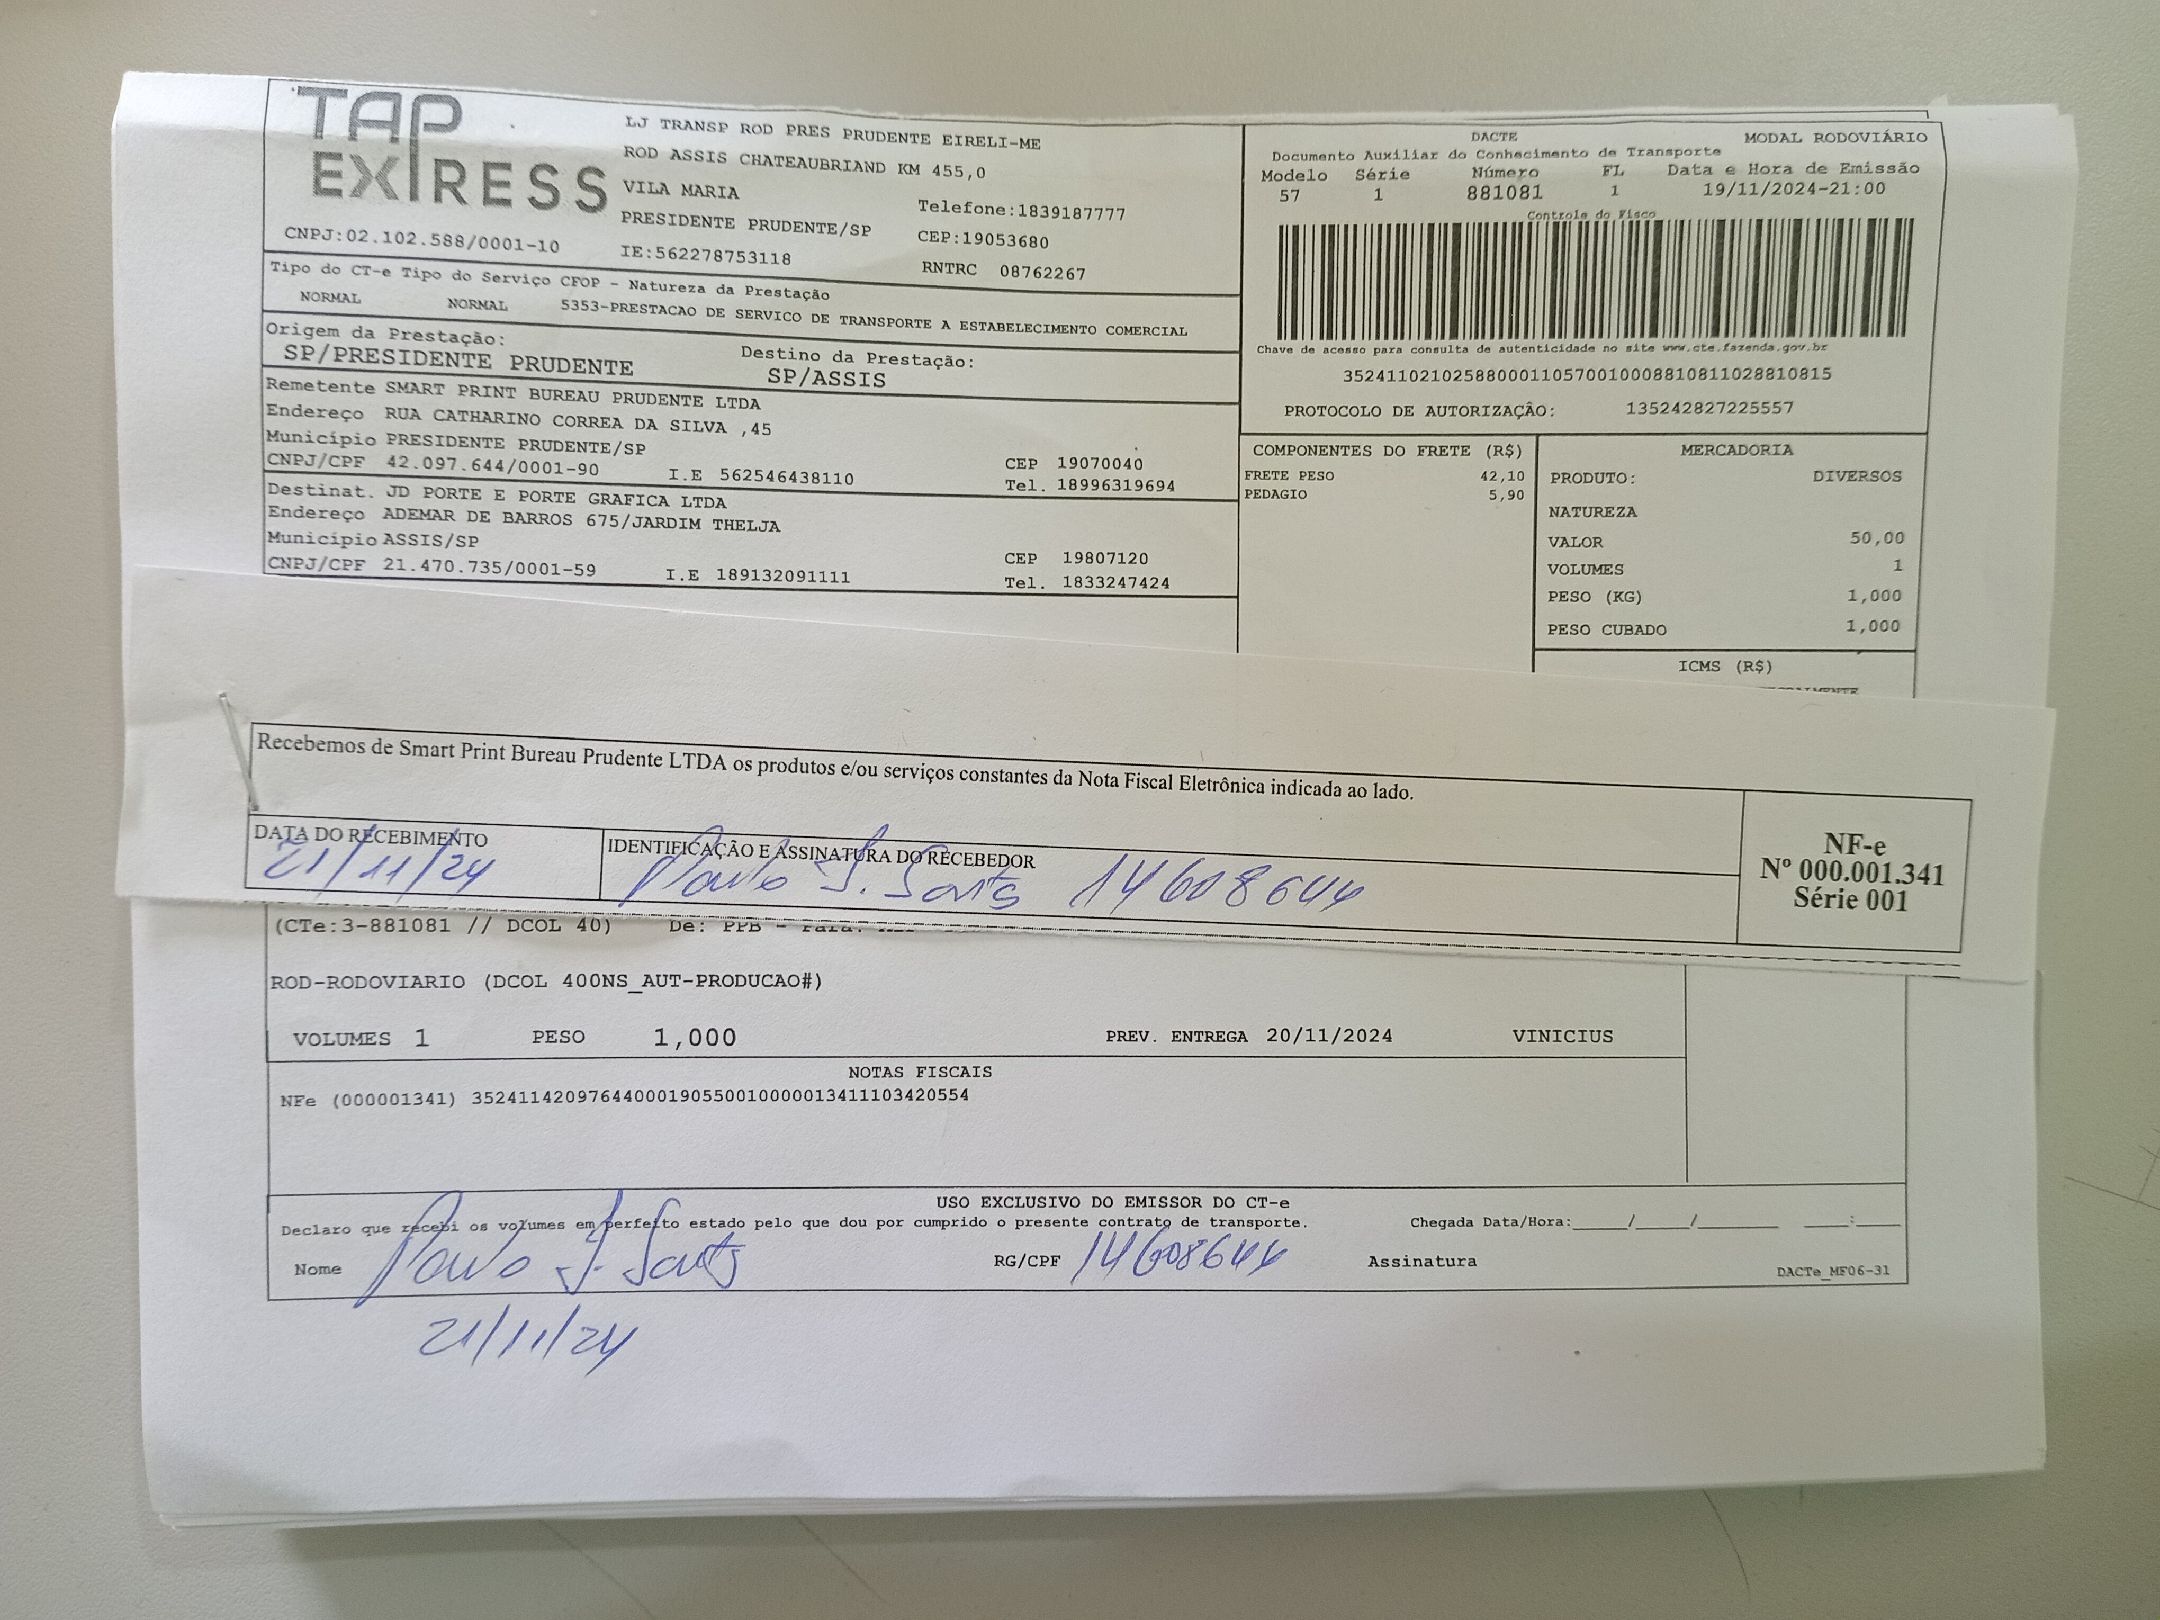 TAP EXPRESS
LJ TRANSP ROD PRES PRUDENTE EIRELI-ME
ROD ASSIS CHATEAUBRIAND KM 455,0
VILA MARIA
Telefone:1839187777
PRESIDENTE PRUDENTE/SP
CEP:19053680
CNPJ:02.102.588/0001-10
IE:562278753118
RNTRC 08762267
Tipo do CT-e Tipo do Serviço CFOP - Natureza da Prestação
NORMAL NORMAL 5353-PRESTACAO DE SERVICO DE TRANSPORTE A ESTABELECIMENTO COMERCIAL
Origem da Prestação:
SP/PRESIDENTE PRUDENTE
Destino da Prestação:
SP/ASSIS
Remetente SMART PRINT BUREAU PRUDENTE LTDA
Endereço RUA CATHARINO CORREA DA SILVA ,45
Município PRESIDENTE PRUDENTE/SP
CEP 19070040
CNPJ/CPF 42.097.644/0001-90 I.E 562546438110
Tel. 18996319694
Destinat. JD PORTE E PORTE GRAFICA LTDA
Endereço ADEMAR DE BARROS 675/JARDIM THELJA
Município ASSIS/SP
CEP 19807120
CNPJ/CPF 21.470.735/0001-59 I.E 189132091111
Tel. 1833247424
DACTE MODAL RODOVIÁRIO
Documento Auxiliar do Conhecimento de Transporte
Modelo Série Número FL Data e Hora de Emissão
57 1 881081 1 19/11/2024-21:00
Controle do Fisco
Chave de acesso para consulta de autenticidade no site www.cte.fazenda.gov.br
35241102102588000110570010008810811028810815
PROTOCOLO DE AUTORIZAÇÃO: 135242827225557
COMPONENTES DO FRETE (R$)
FRETE PESO 42,10
PEDAGIO 5,90
MERCADORIA
PRODUTO: DIVERSOS
NATUREZA
VALOR 50,00
VOLUMES 1
PESO (KG) 1,000
PESO CUBADO 1,000
ICMS (R$)
Recebemos de Smart Print Bureau Prudente LTDA os produtos e/ou serviços constantes da Nota Fiscal Eletrônica indicada ao lado.
DATA DO RECEBIMENTO
21/11/24
IDENTIFICAÇÃO E ASSINATURA DO RECEBEDOR
Paulo S. Santos 14608644
NF-e
Nº 000.001.341
Série 001
(CTe:3-881081 // DCOL 40) De: PPB - Para:
ROD-RODOVIARIO (DCOL 400NS_AUT-PRODUCAO#)
VOLUMES 1 PESO 1,000 PREV. ENTREGA 20/11/2024 VINICIUS
NOTAS FISCAIS
NFe (000001341) 35241142097644000190550010000013411103420554
USO EXCLUSIVO DO EMISSOR DO CT-e
Declaro que recebi os volumes em perfeito estado pelo que dou por cumprido o presente contrato de transporte. Chegada Data/Hora:____/____/______ ____:____
Nome Paulo S. Santos RG/CPF 14608644 Assinatura
DACTe_MF06-31
21/11/24